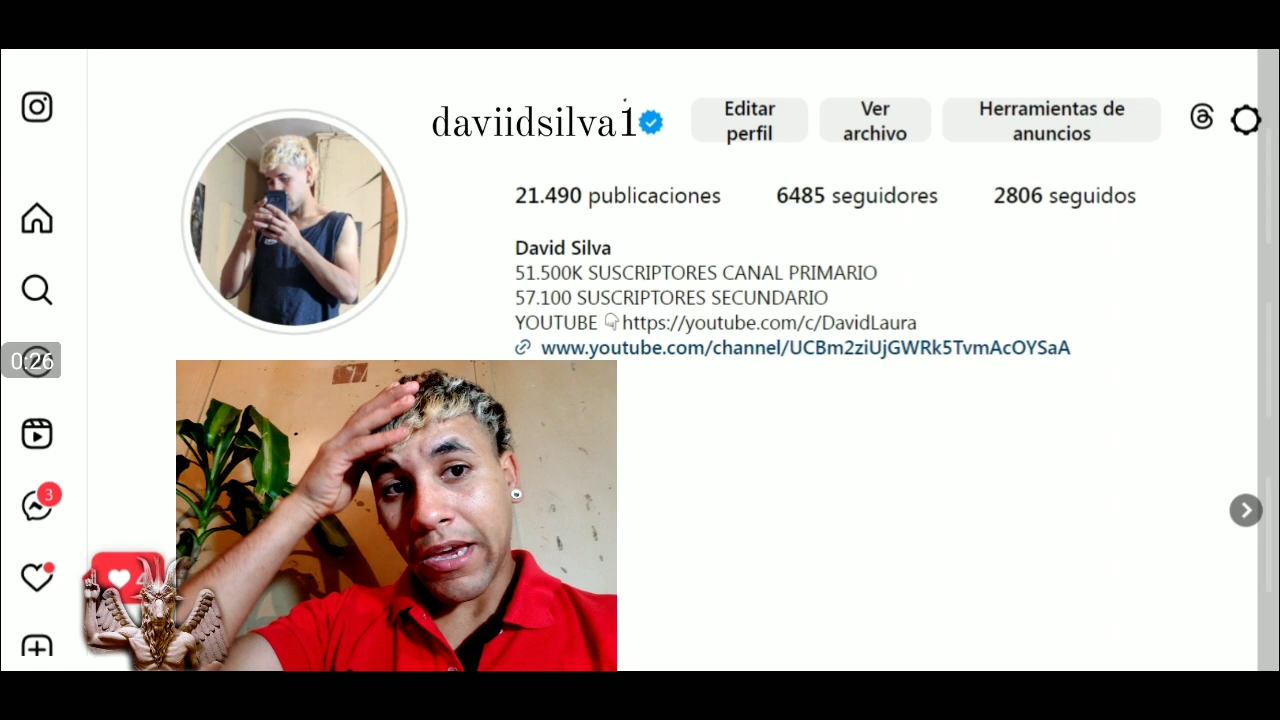 daviidsilva1
Editar perfil
Ver archivo
Herramientas de anuncios
21.490 publicaciones 6485 seguidores 2806 seguidos
David Silva
51.500K SUSCRIPTORES CANAL PRIMARIO
57.100 SUSCRIPTORES SECUNDARIO
YOUTUBE 👇https://youtube.com/c/DavidLaura
www.youtube.com/channel/UCBm2ziUjGWRk5TvmAcOYSaA
0:26
3
4